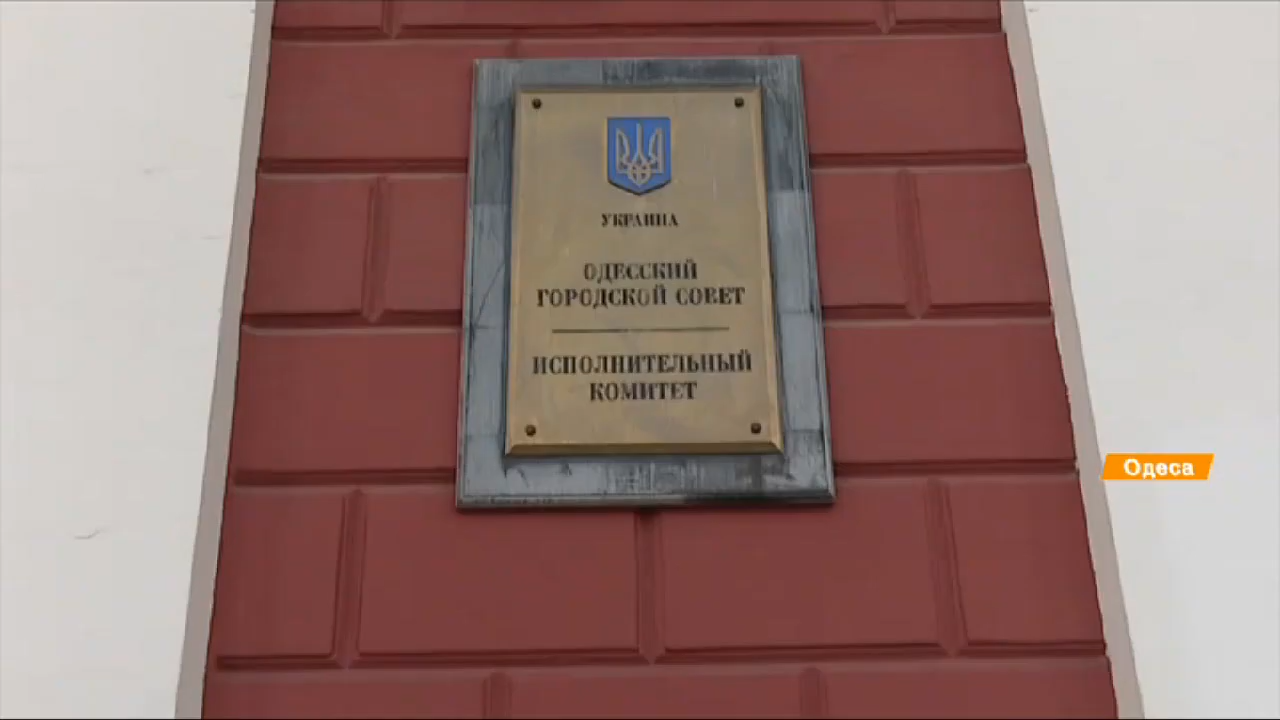 УКРАИНА
ОДЕССКИЙ
ГОРОДСКОЙ СОВЕТ
ИСПОЛНИТЕЛЬНЫЙ
КОМИТЕТ
Одеса